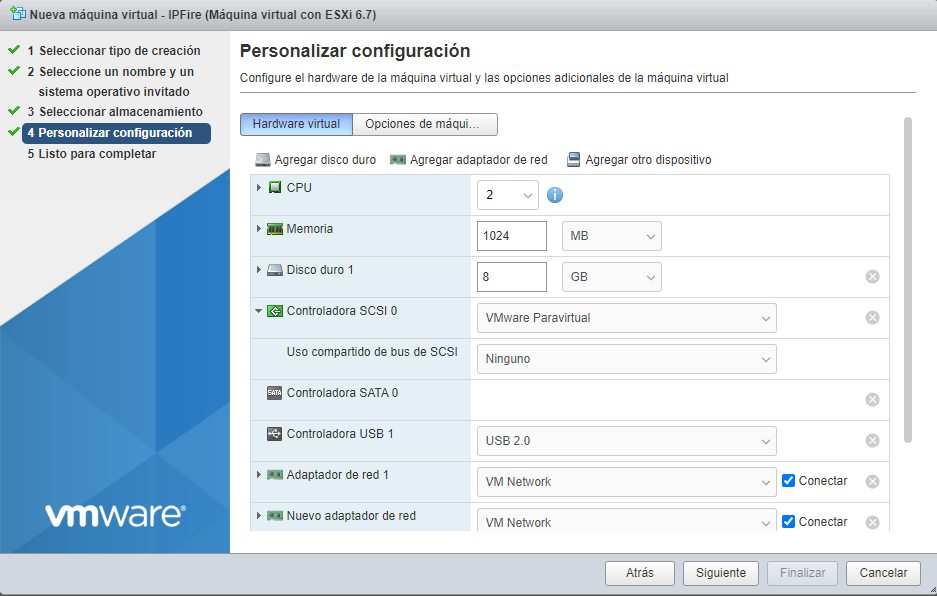 Nueva máquina virtual - IPFire (Máquina virtual con ESXi 6.7)
1 Seleccionar tipo de creación
2 Seleccione un nombre y un
sistema operativo invitado
3 Seleccionar almacenamiento
4 Personalizar configuración
5 Listo para completar
vmware®
Personalizar configuración
Configure el hardware de la máquina virtual y las opciones adicionales de la máquina virtual
Hardware virtual Opciones de máqui...
Agregar disco duro Agregar adaptador de red Agregar otro dispositivo
CPU 2 i
Memoria 1024 MB
Disco duro 1 8 GB
Controladora SCSI 0 VMware Paravirtual
Uso compartido de bus de SCSI Ninguno
SATA Controladora SATA 0
Controladora USB 1 USB 2.0
Adaptador de red 1 VM Network Conectar
Nuevo adaptador de red VM Network Conectar
Atrás Siguiente Finalizar Cancelar